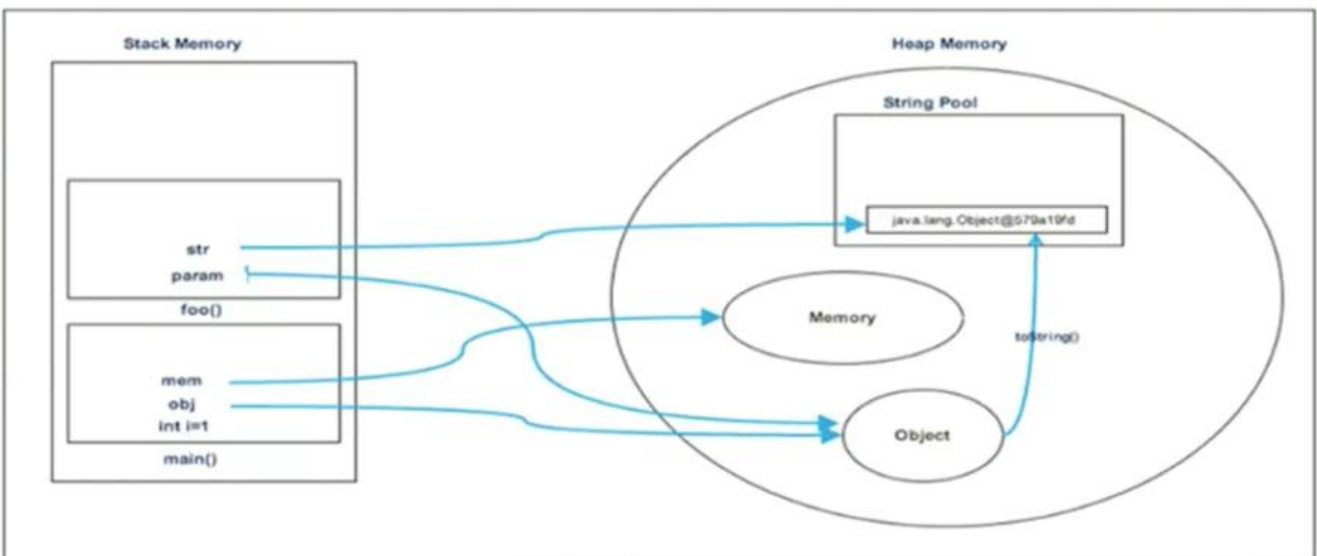 Stack Memory
Heap Memory
String Pool
java.lang.Object@579a19fd
str
param
foo()
Memory
toString()
mem
obj
int i=1
main()
Object